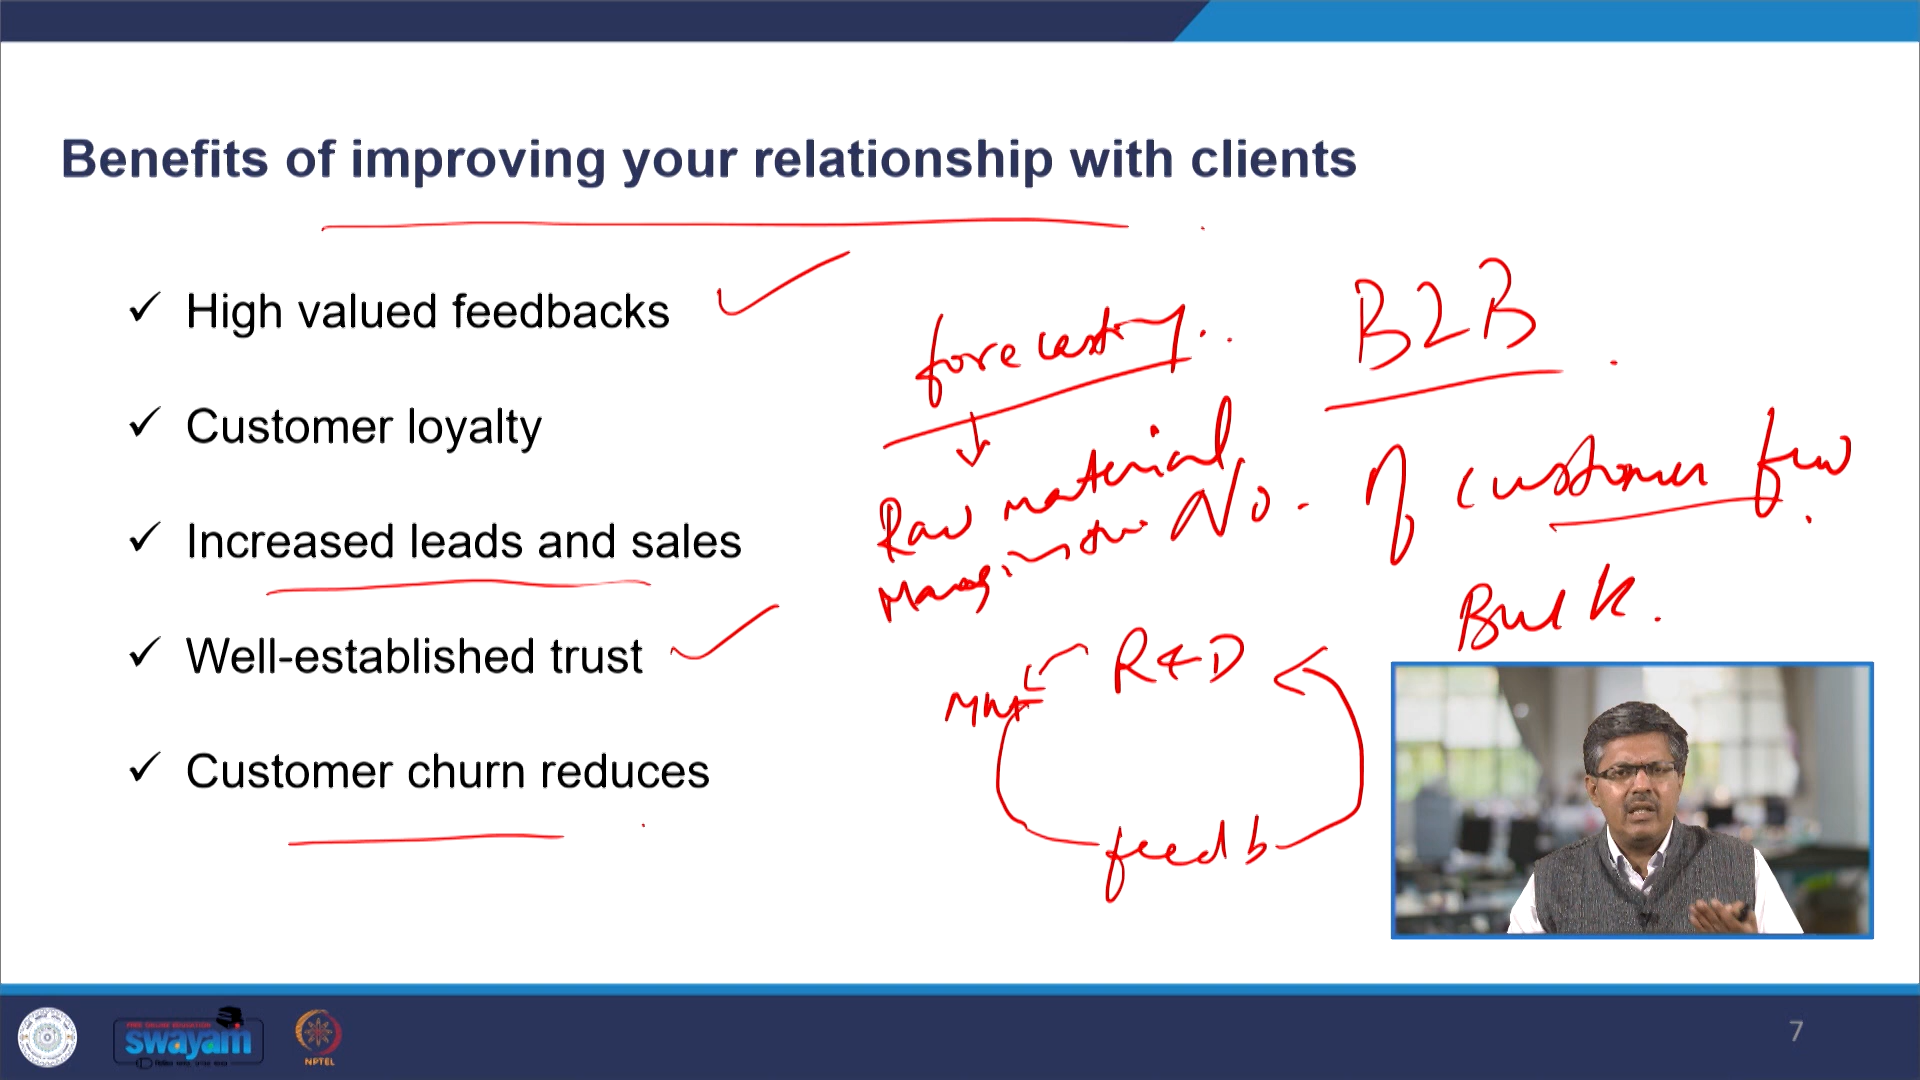 Benefits of improving your relationship with clients
✓ High valued feedbacks
✓ Customer loyalty
✓ Increased leads and sales
✓ Well-established trust
✓ Customer churn reduces
forecasting..
Raw material
B2B
No. of customer few
Bulk.
R&D
feedb
swayam
NPTEL
7